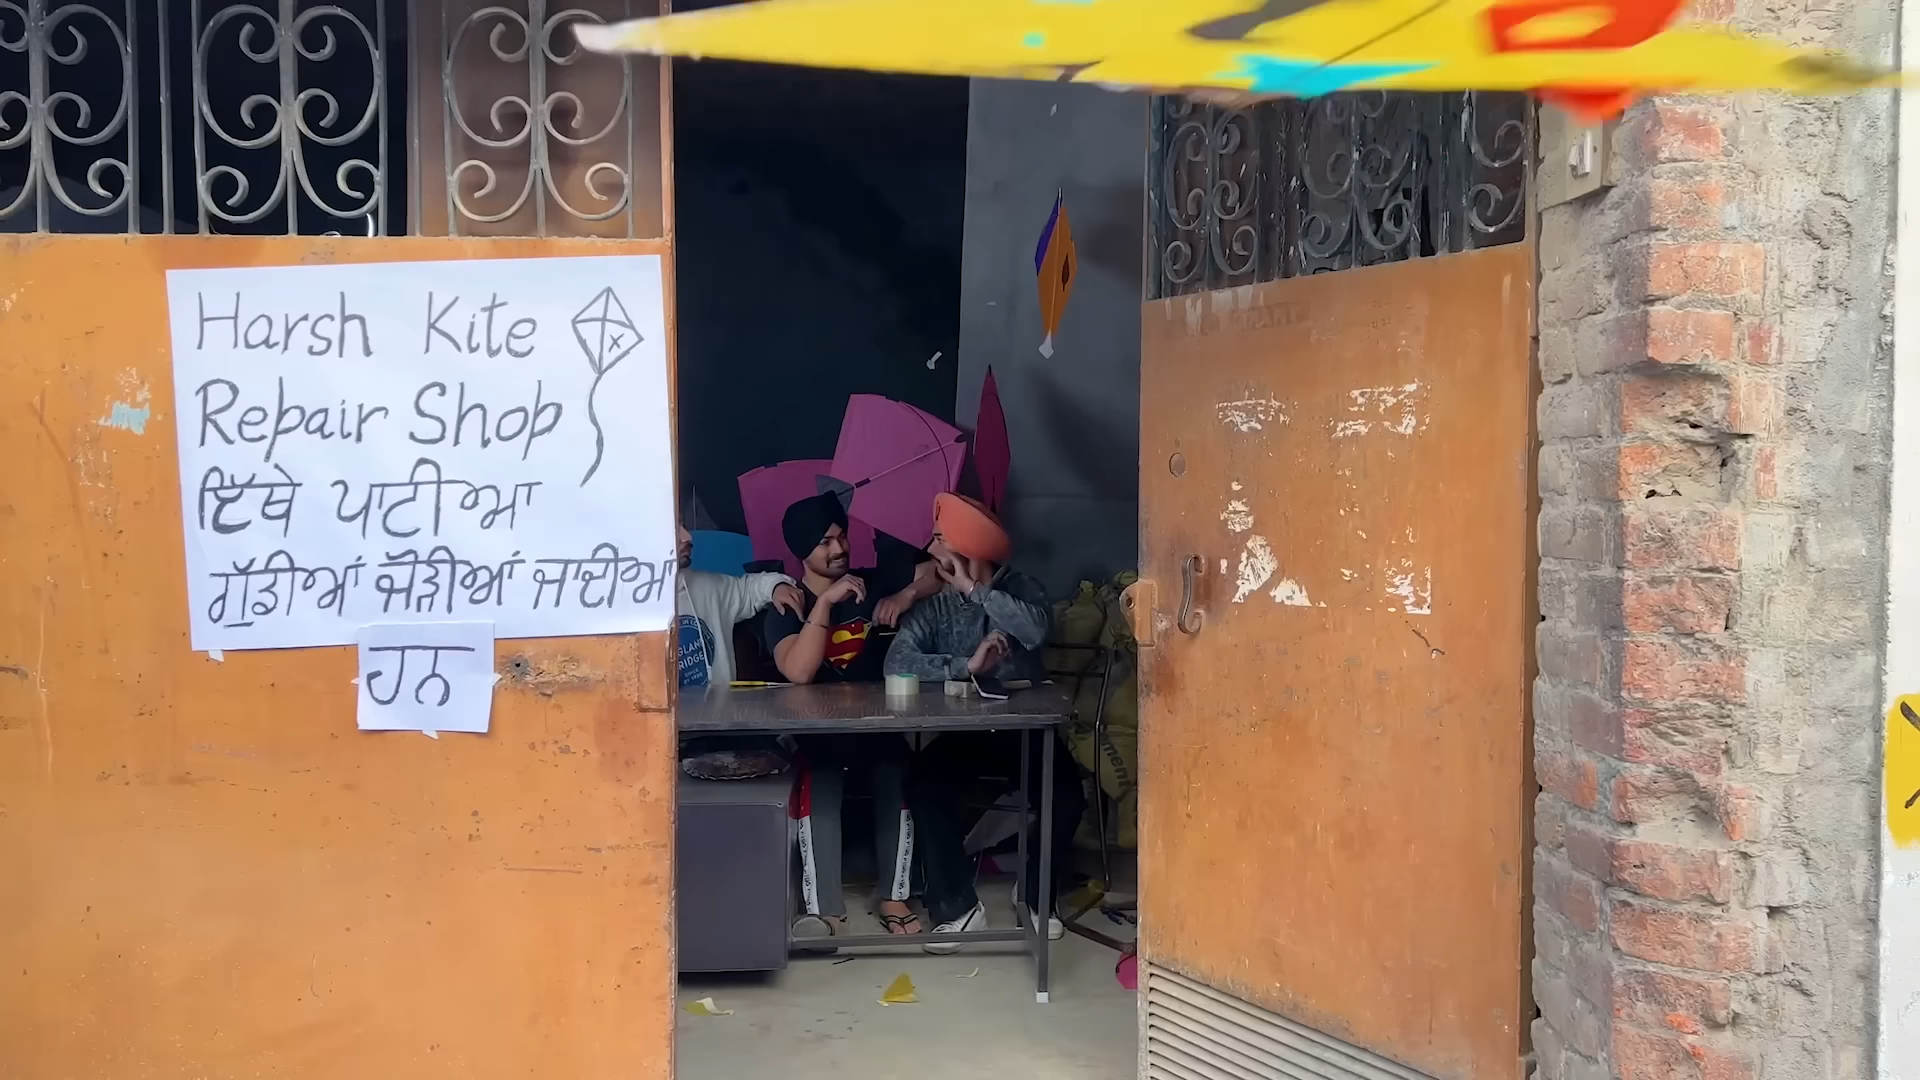 Harsh Kite
Repair Shop
ਇੱਥੇ ਪਾਟੀਆ
ਗੁੱਡੀਆਂ ਜੋੜੀਆਂ ਜਾਂਦੀਆਂ
ਹਨ